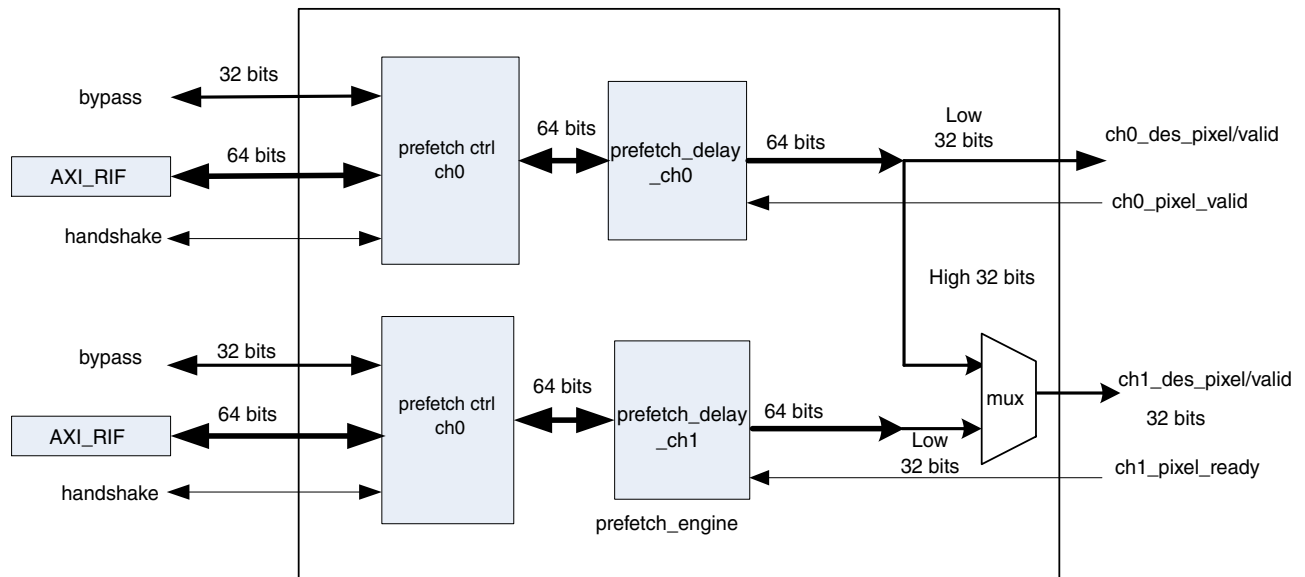 bypass
32 bits
AXI_RIF
64 bits
handshake
prefetch ctrl
ch0
64 bits
prefetch_delay
_ch0
64 bits
Low
32 bits
ch0_des_pixel/valid
ch0_pixel_valid
High 32 bits
bypass
32 bits
AXI_RIF
64 bits
handshake
prefetch ctrl
ch0
64 bits
prefetch_delay
_ch1
64 bits
Low
32 bits
mux
ch1_des_pixel/valid
32 bits
ch1_pixel_ready
prefetch_engine